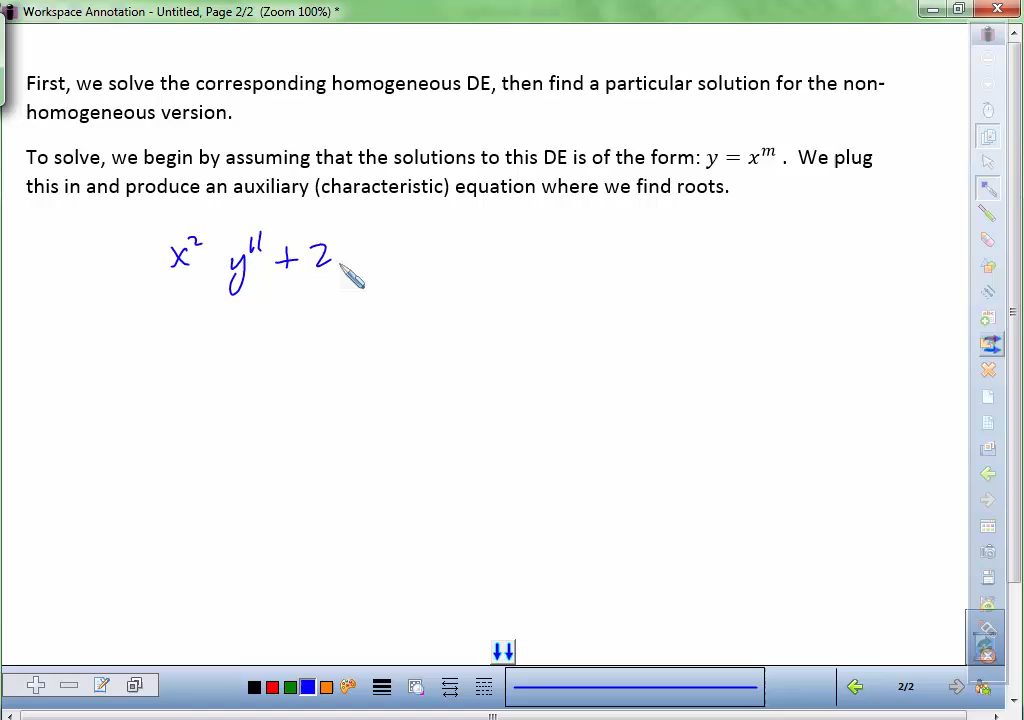 Workspace Annotation - Untitled, Page 2/2 (Zoom 100%) *
First, we solve the corresponding homogeneous DE, then find a particular solution for the non-
homogeneous version.
To solve, we begin by assuming that the solutions to this DE is of the form: y = x^m . We plug
this in and produce an auxiliary (characteristic) equation where we find roots.
x² y'' + 2
2/2